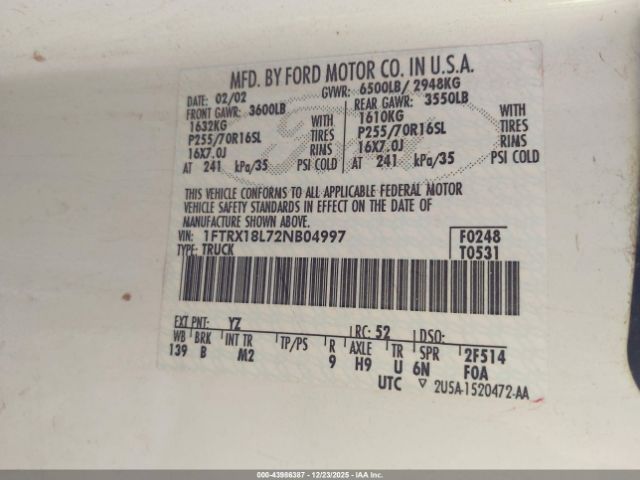 MFD. BY FORD MOTOR CO. IN U.S.A.
DATE: 02/02 GVWR: 6500LB/ 2948KG
FRONT GAWR: 3600LB REAR GAWR: 3550LB
1632KG WITH 1610KG WITH
P255/70R16SL TIRES P255/70R16SL TIRES
16X7.0J RIMS 16X7.0J RIMS
AT 241 kPa/35 PSI COLD AT 241 kPa/35 PSI COLD
THIS VEHICLE CONFORMS TO ALL APPLICABLE FEDERAL MOTOR
VEHICLE SAFETY STANDARDS IN EFFECT ON THE DATE OF
MANUFACTURE SHOWN ABOVE.
VIN: 1FTRX18L72NB04997 F0248
TYPE: TRUCK T0531
EXT PNT: YZ RC: 52 DSO:
WB BRK INT TR TP/PS R AXLE TR SPR 2F514
139 B M2 9 H9 U 6N F0A
UTC ▽ 2USA-1520472-AA
000-43986387 - 12/23/2025 - IAA Inc.